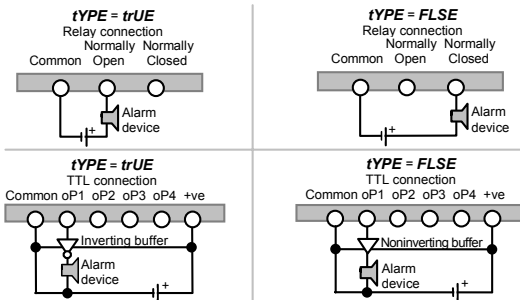 tYPE = trUE
Relay connection
Normally Normally
Common Open Closed
Alarm
device
+
tYPE = FLSE
Relay connection
Normally Normally
Common Open Closed
Alarm
device
+
tYPE = trUE
TTL connection
Common oP1 oP2 oP3 oP4 +ve
Inverting buffer
Alarm
device
+
tYPE = FLSE
TTL connection
Common oP1 oP2 oP3 oP4 +ve
Noninverting buffer
Alarm
device
+